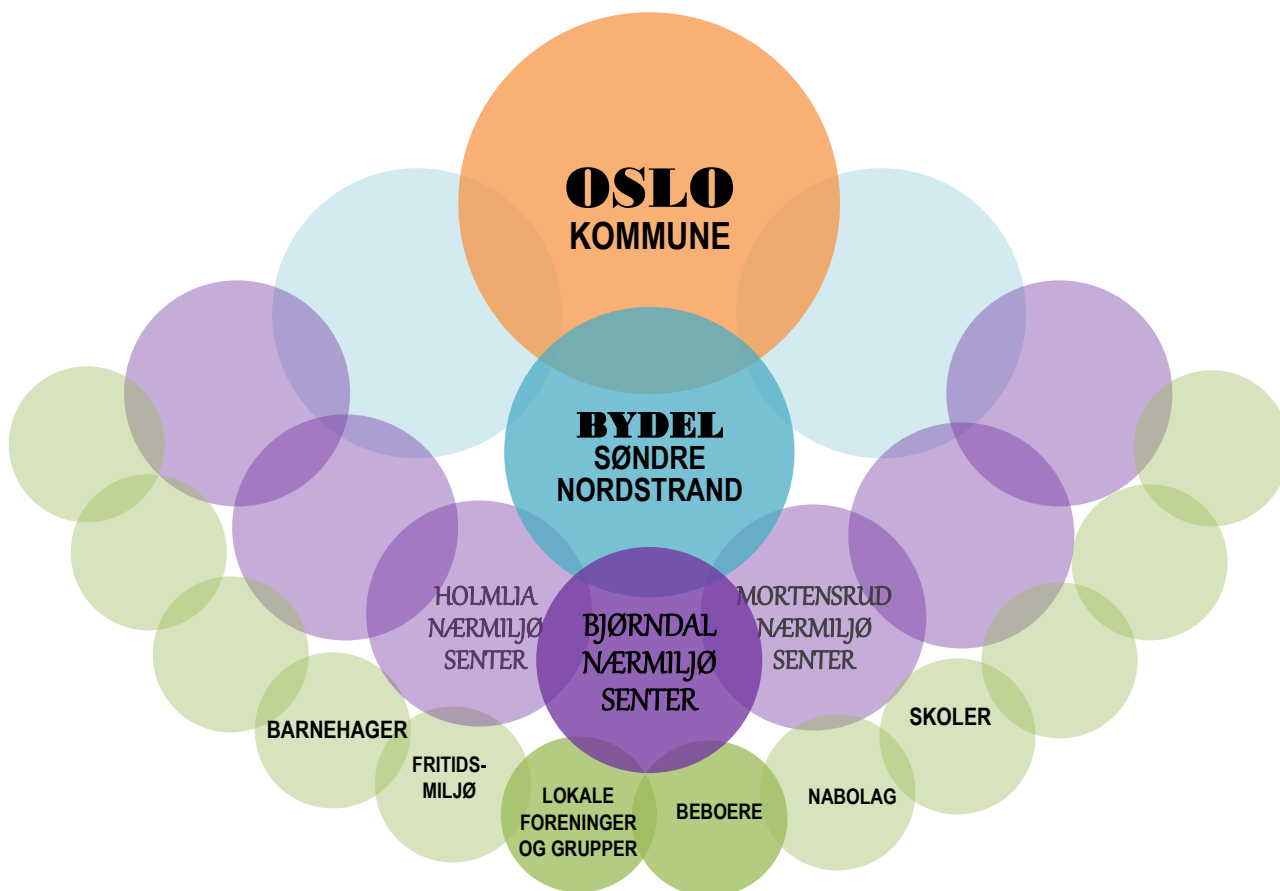 OSLO
KOMMUNE
BYDEL
SØNDRE
NORDSTRAND
HOLMLIA
NÆRMILJØ
SENTER
BJØRNDAL
NÆRMILJØ
SENTER
MORTENSRUD
NÆRMILJØ
SENTER
BARNEHAGER
FRITIDS-
MILJØ
LOKALE
FORENINGER
OG GRUPPER
BEBOERE
NABOLAG
SKOLER